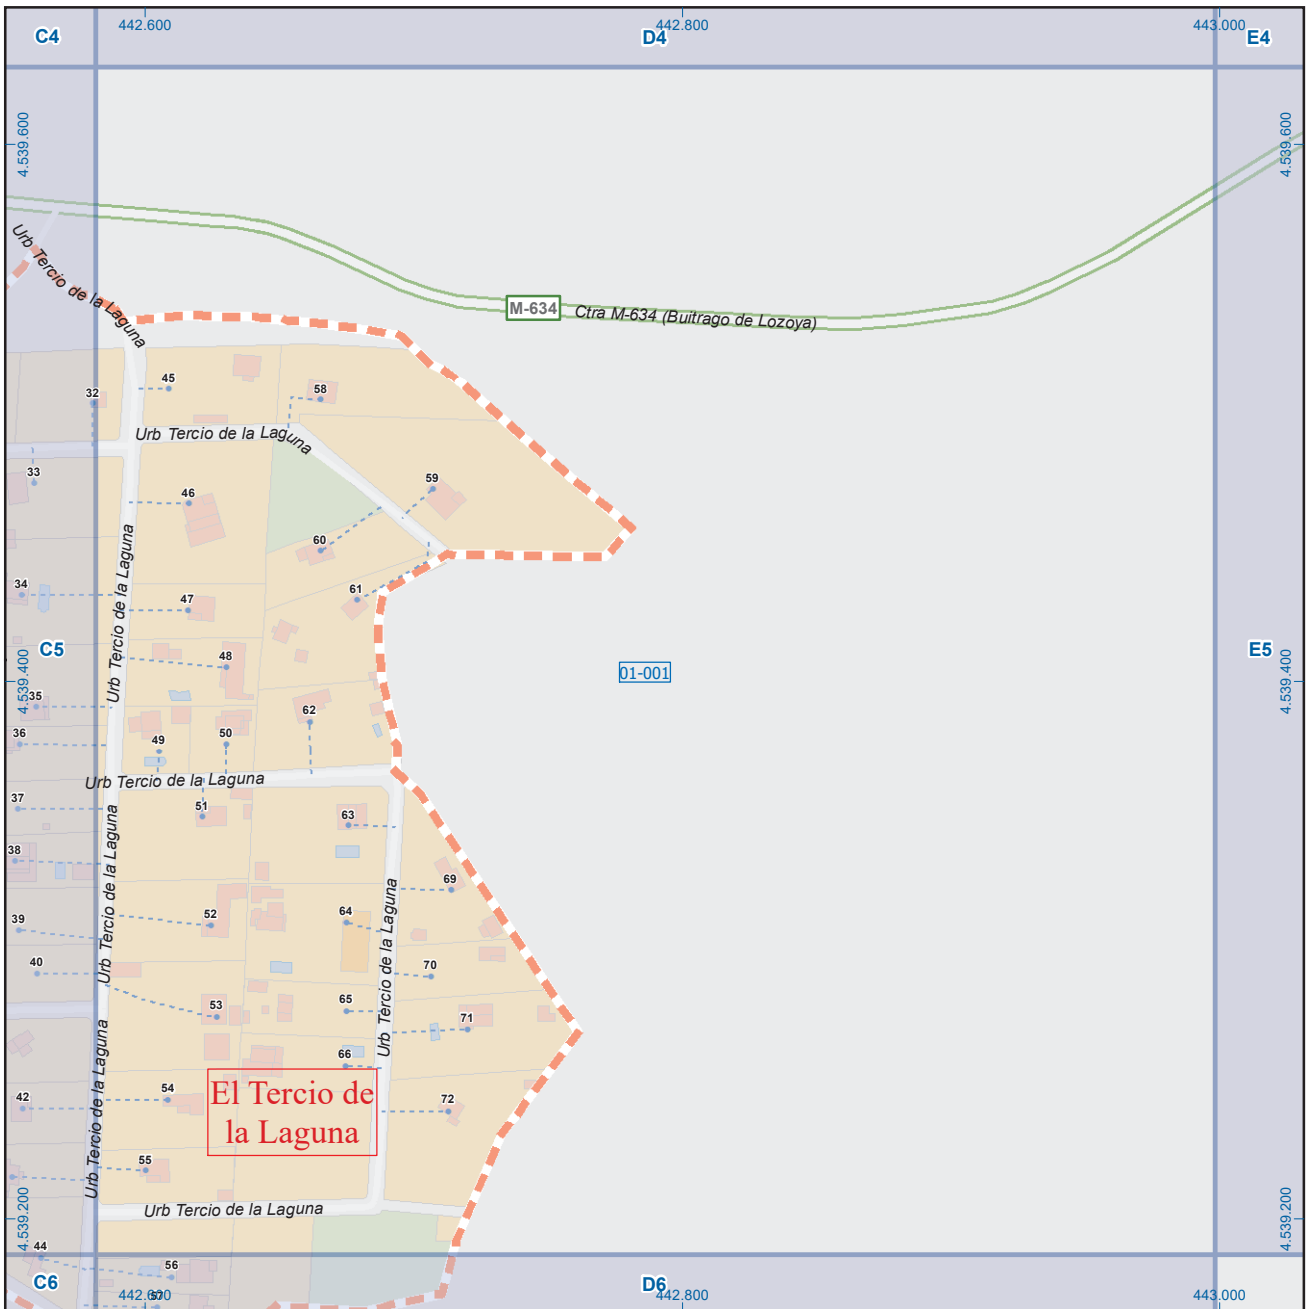 442.600
442.800
443.000
C4
D4
E4
4.539.600
4.539.600
Urb Tercio de la Laguna
M-634
Ctra M-634 (Buitrago de Lozoya)
45
58
32
Urb Tercio de la Laguna
33
59
46
60
34
61
47
Urb Tercio de la Laguna
C5
48
01-001
E5
4.539.400
4.539.400
35
62
36
49
50
Urb Tercio de la Laguna
37
51
63
38
Urb Tercio de la Laguna
69
39
52
64
Urb Tercio de la Laguna
40
70
53
65
71
66
Urb Tercio de la Laguna
El Tercio de
la Laguna
42
54
72
55
Urb Tercio de la Laguna
4.539.200
4.539.200
44
56
C6
D6
57
442.600
442.800
443.000